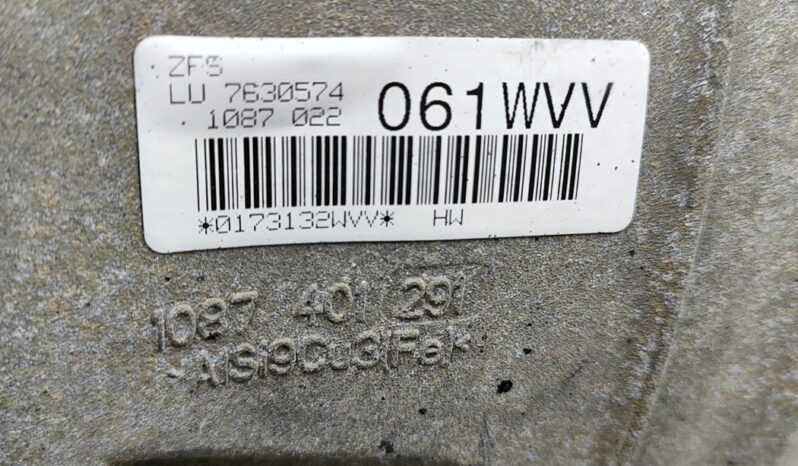 ZFS
LU 7630574
. 1087 022
061WVV
*0173132WVV* HW
1087 401 291
-AlSi9Cu3(Fe)K